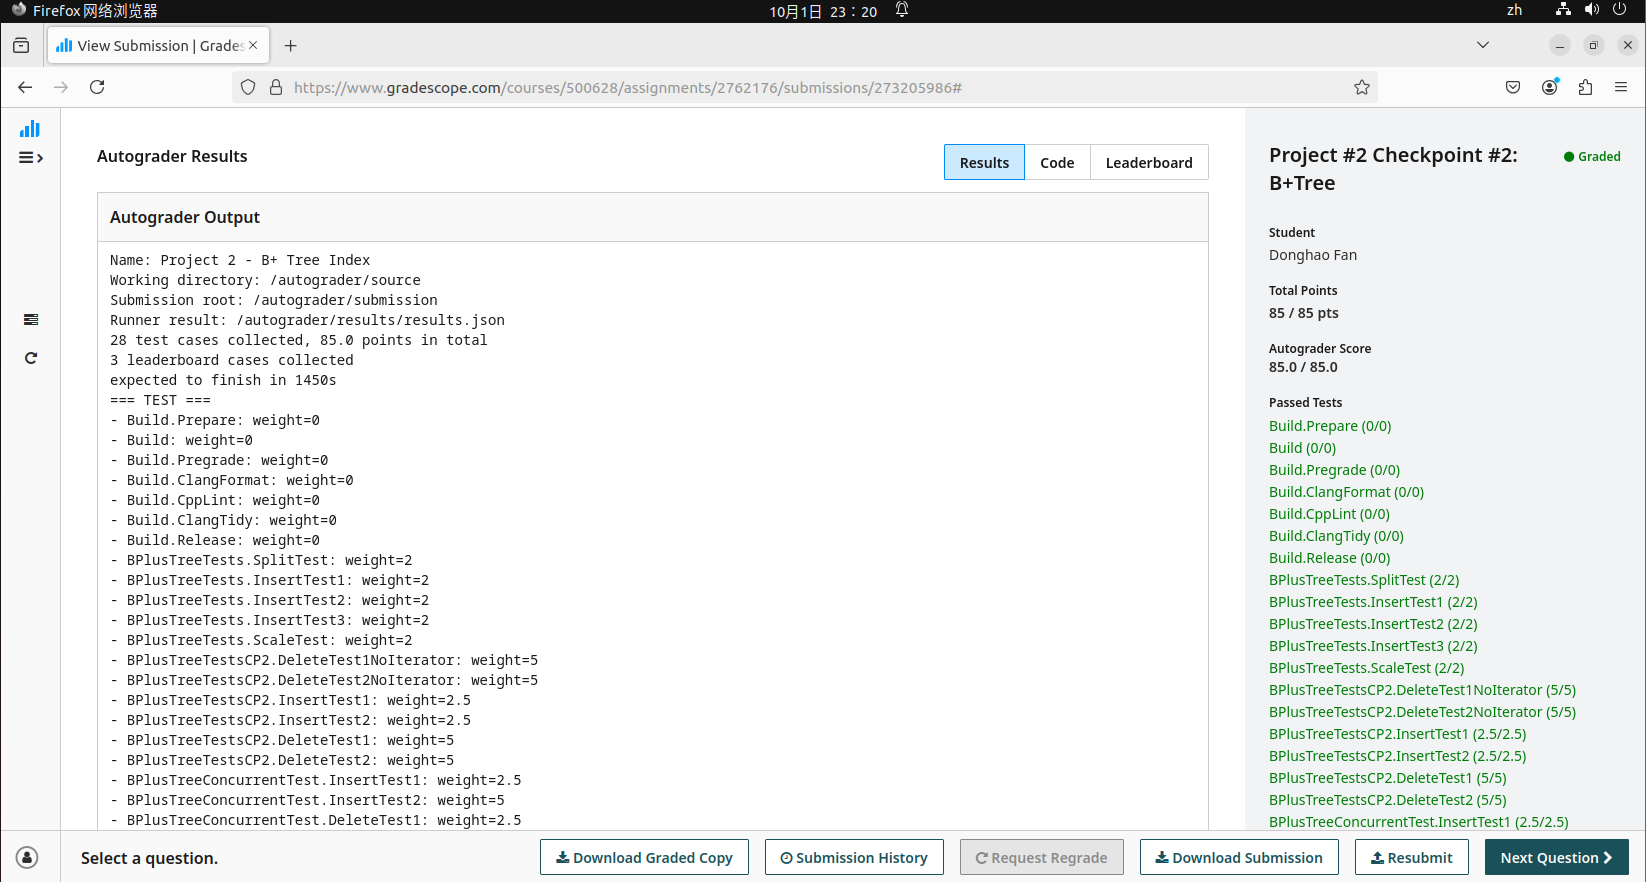 Firefox 网络浏览器
10月1日 23：20
zh
View Submission | Grades
https://www.gradescope.com/courses/500628/assignments/2762176/submissions/273205986#
Autograder Results
Results
Code
Leaderboard
Autograder Output
Name: Project 2 - B+ Tree Index
Working directory: /autograder/source
Submission root: /autograder/submission
Runner result: /autograder/results/results.json
28 test cases collected, 85.0 points in total
3 leaderboard cases collected
expected to finish in 1450s
=== TEST ===
- Build.Prepare: weight=0
- Build: weight=0
- Build.Pregrade: weight=0
- Build.ClangFormat: weight=0
- Build.CppLint: weight=0
- Build.ClangTidy: weight=0
- Build.Release: weight=0
- BPlusTreeTests.SplitTest: weight=2
- BPlusTreeTests.InsertTest1: weight=2
- BPlusTreeTests.InsertTest2: weight=2
- BPlusTreeTests.InsertTest3: weight=2
- BPlusTreeTests.ScaleTest: weight=2
- BPlusTreeTestsCP2.DeleteTest1NoIterator: weight=5
- BPlusTreeTestsCP2.DeleteTest2NoIterator: weight=5
- BPlusTreeTestsCP2.InsertTest1: weight=2.5
- BPlusTreeTestsCP2.InsertTest2: weight=2.5
- BPlusTreeTestsCP2.DeleteTest1: weight=5
- BPlusTreeTestsCP2.DeleteTest2: weight=5
- BPlusTreeConcurrentTest.InsertTest1: weight=2.5
- BPlusTreeConcurrentTest.InsertTest2: weight=5
- BPlusTreeConcurrentTest.DeleteTest1: weight=2.5
Project #2 Checkpoint #2:
B+Tree
Graded
Student
Donghao Fan
Total Points
85 / 85 pts
Autograder Score
85.0 / 85.0
Passed Tests
Build.Prepare (0/0)
Build (0/0)
Build.Pregrade (0/0)
Build.ClangFormat (0/0)
Build.CppLint (0/0)
Build.ClangTidy (0/0)
Build.Release (0/0)
BPlusTreeTests.SplitTest (2/2)
BPlusTreeTests.InsertTest1 (2/2)
BPlusTreeTests.InsertTest2 (2/2)
BPlusTreeTests.InsertTest3 (2/2)
BPlusTreeTests.ScaleTest (2/2)
BPlusTreeTestsCP2.DeleteTest1NoIterator (5/5)
BPlusTreeTestsCP2.DeleteTest2NoIterator (5/5)
BPlusTreeTestsCP2.InsertTest1 (2.5/2.5)
BPlusTreeTestsCP2.InsertTest2 (2.5/2.5)
BPlusTreeTestsCP2.DeleteTest1 (5/5)
BPlusTreeTestsCP2.DeleteTest2 (5/5)
BPlusTreeConcurrentTest.InsertTest1 (2.5/2.5)
Select a question.
Download Graded Copy
Submission History
Request Regrade
Download Submission
Resubmit
Next Question